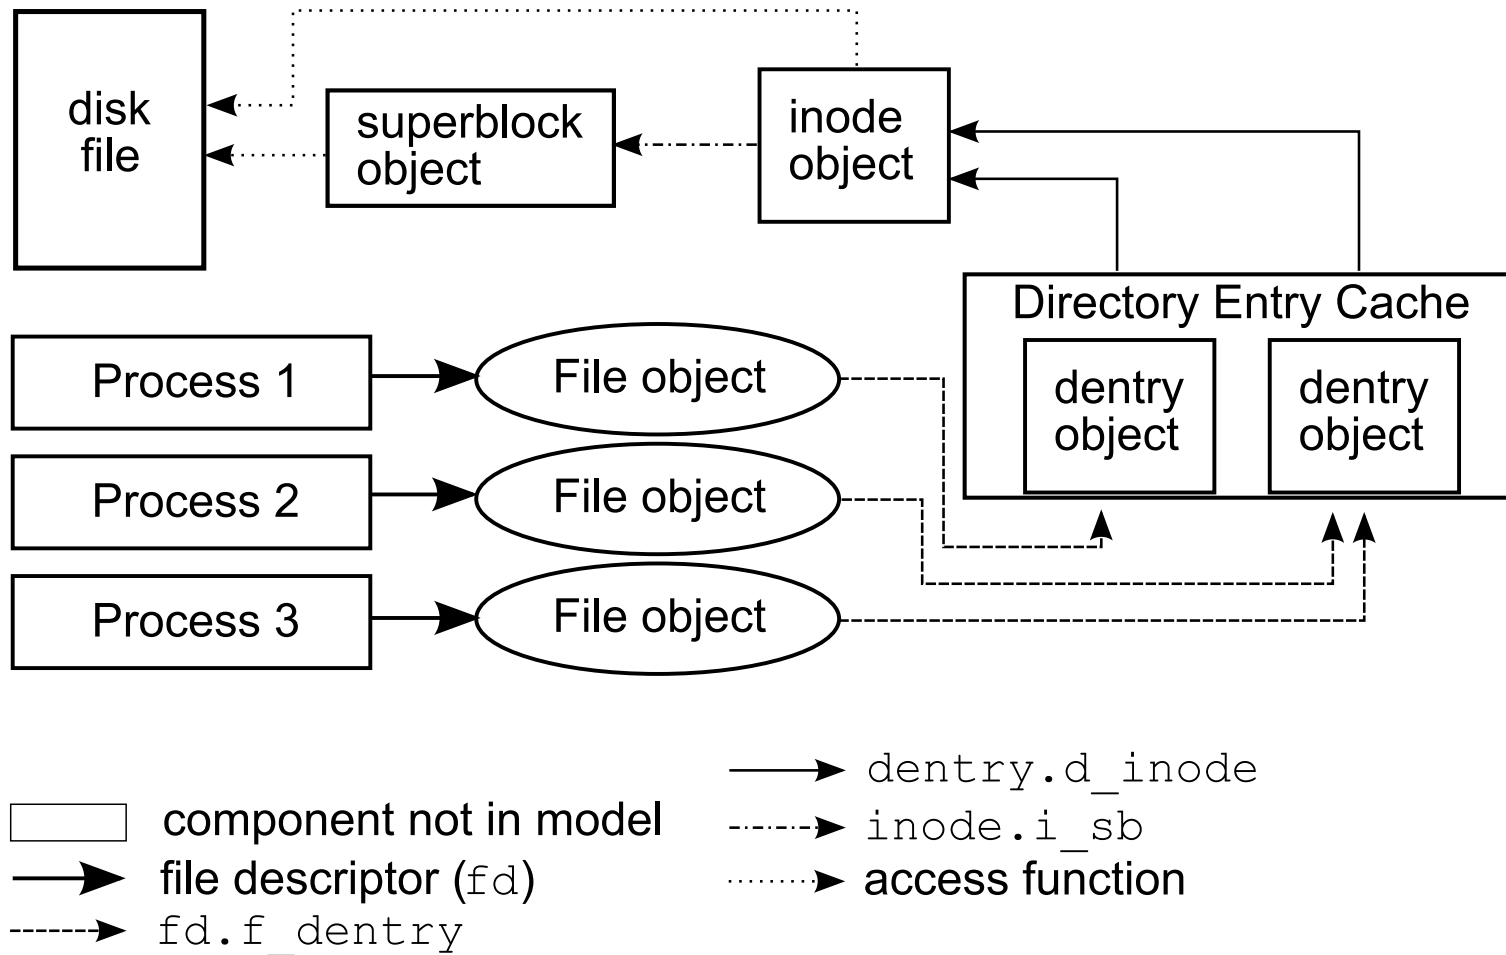 disk
file
superblock
object
inode
object
Directory Entry Cache
dentry
object
dentry
object
Process 1
File object
Process 2
File object
Process 3
File object
component not in model
file descriptor (fd)
fd.f_dentry
dentry.d_inode
inode.i_sb
access function